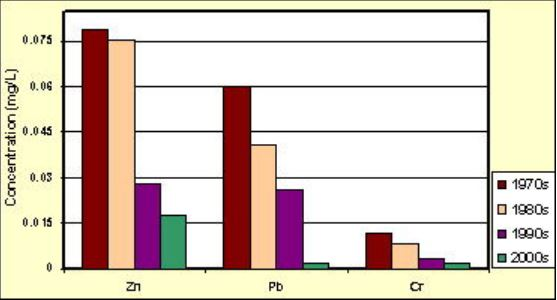 Concentration (mg/L)
0.075
0.06
0.045
0.03
0.015
0
Zn
Pb
Cr
1970s
1980s
1990s
2000s